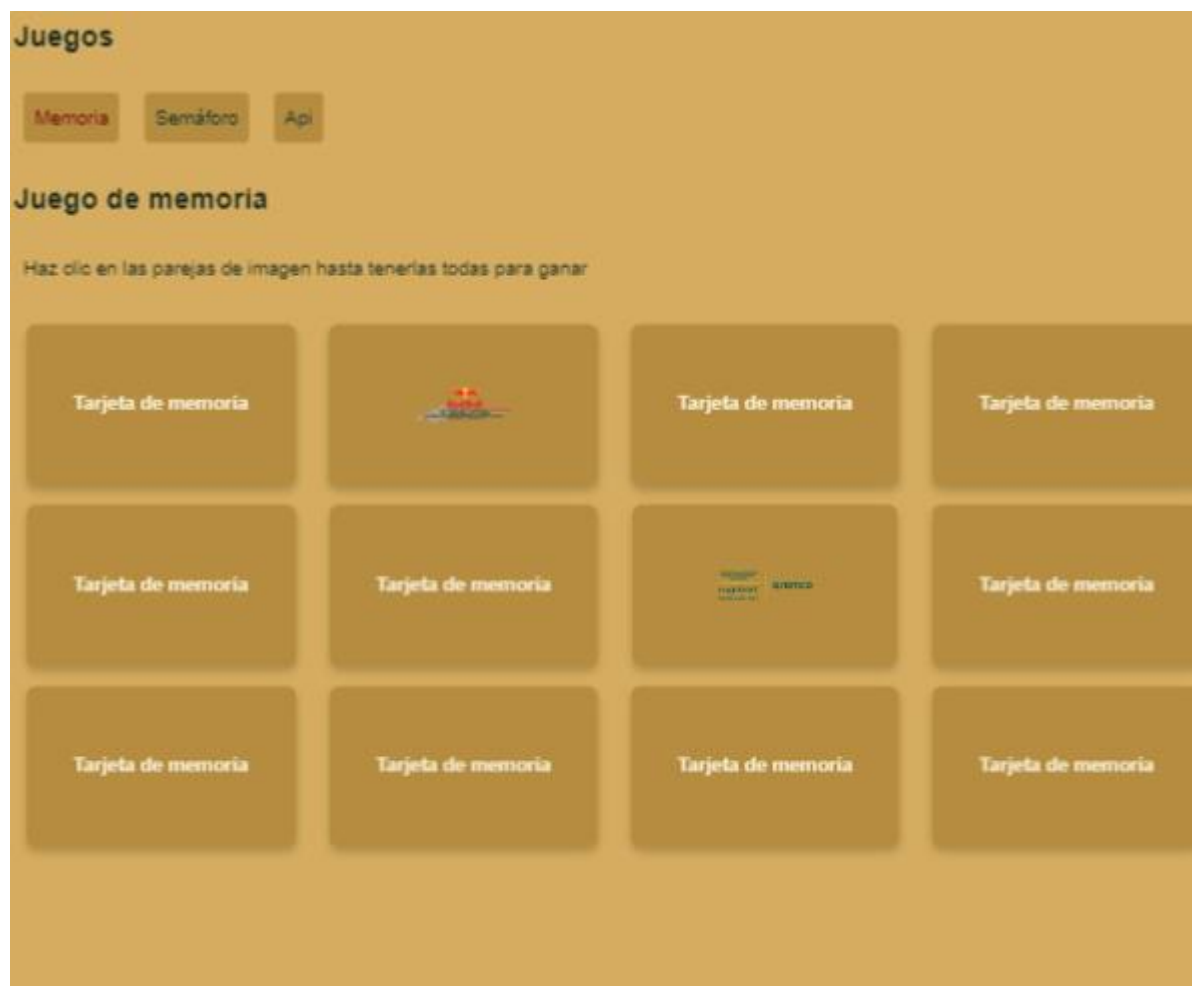 Juegos
Memoria Semáforo Api
Juego de memoria
Haz clic en las parejas de imagen hasta tenerlas todas para ganar
Tarjeta de memoria Tarjeta de memoria Tarjeta de memoria
Tarjeta de memoria Tarjeta de memoria aramco Tarjeta de memoria
Tarjeta de memoria Tarjeta de memoria Tarjeta de memoria Tarjeta de memoria